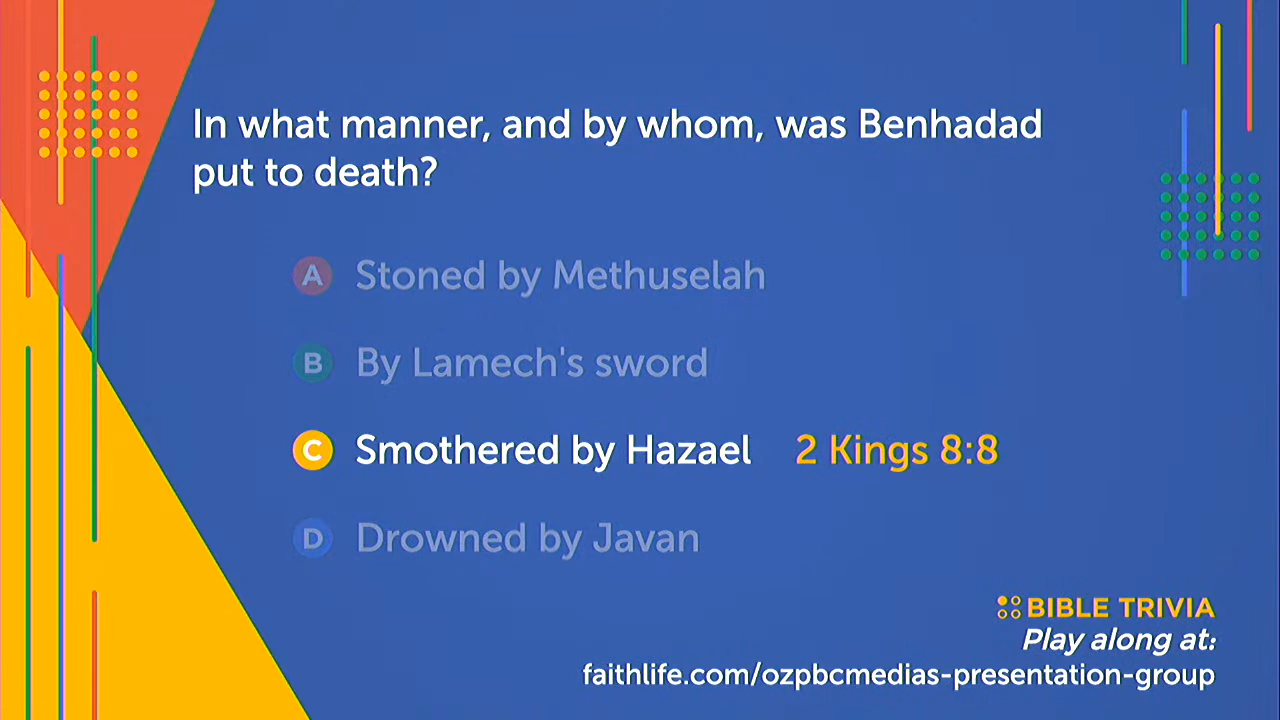 In what manner, and by whom, was Benhadad
put to death?
A Stoned by Methuselah
B By Lamech's sword
C Smothered by Hazael 2 Kings 8:8
D Drowned by Javan
BIBLE TRIVIA
Play along at:
faithlife.com/ozpbcmedias-presentation-group